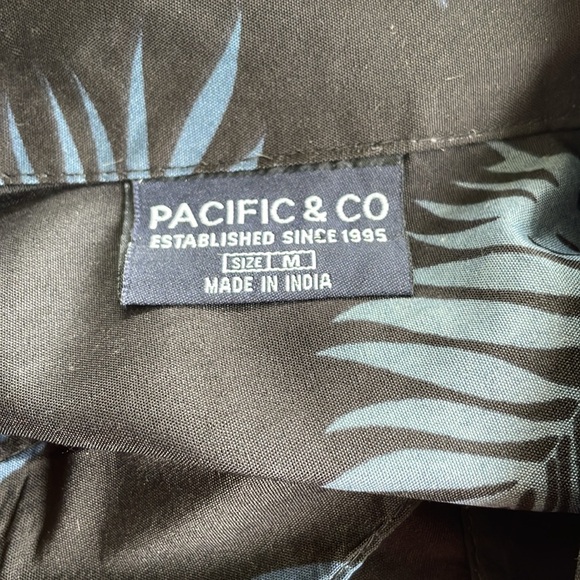 PACIFIC & CO
ESTABLISHED SINCE 1995
SIZE M
MADE IN INDIA